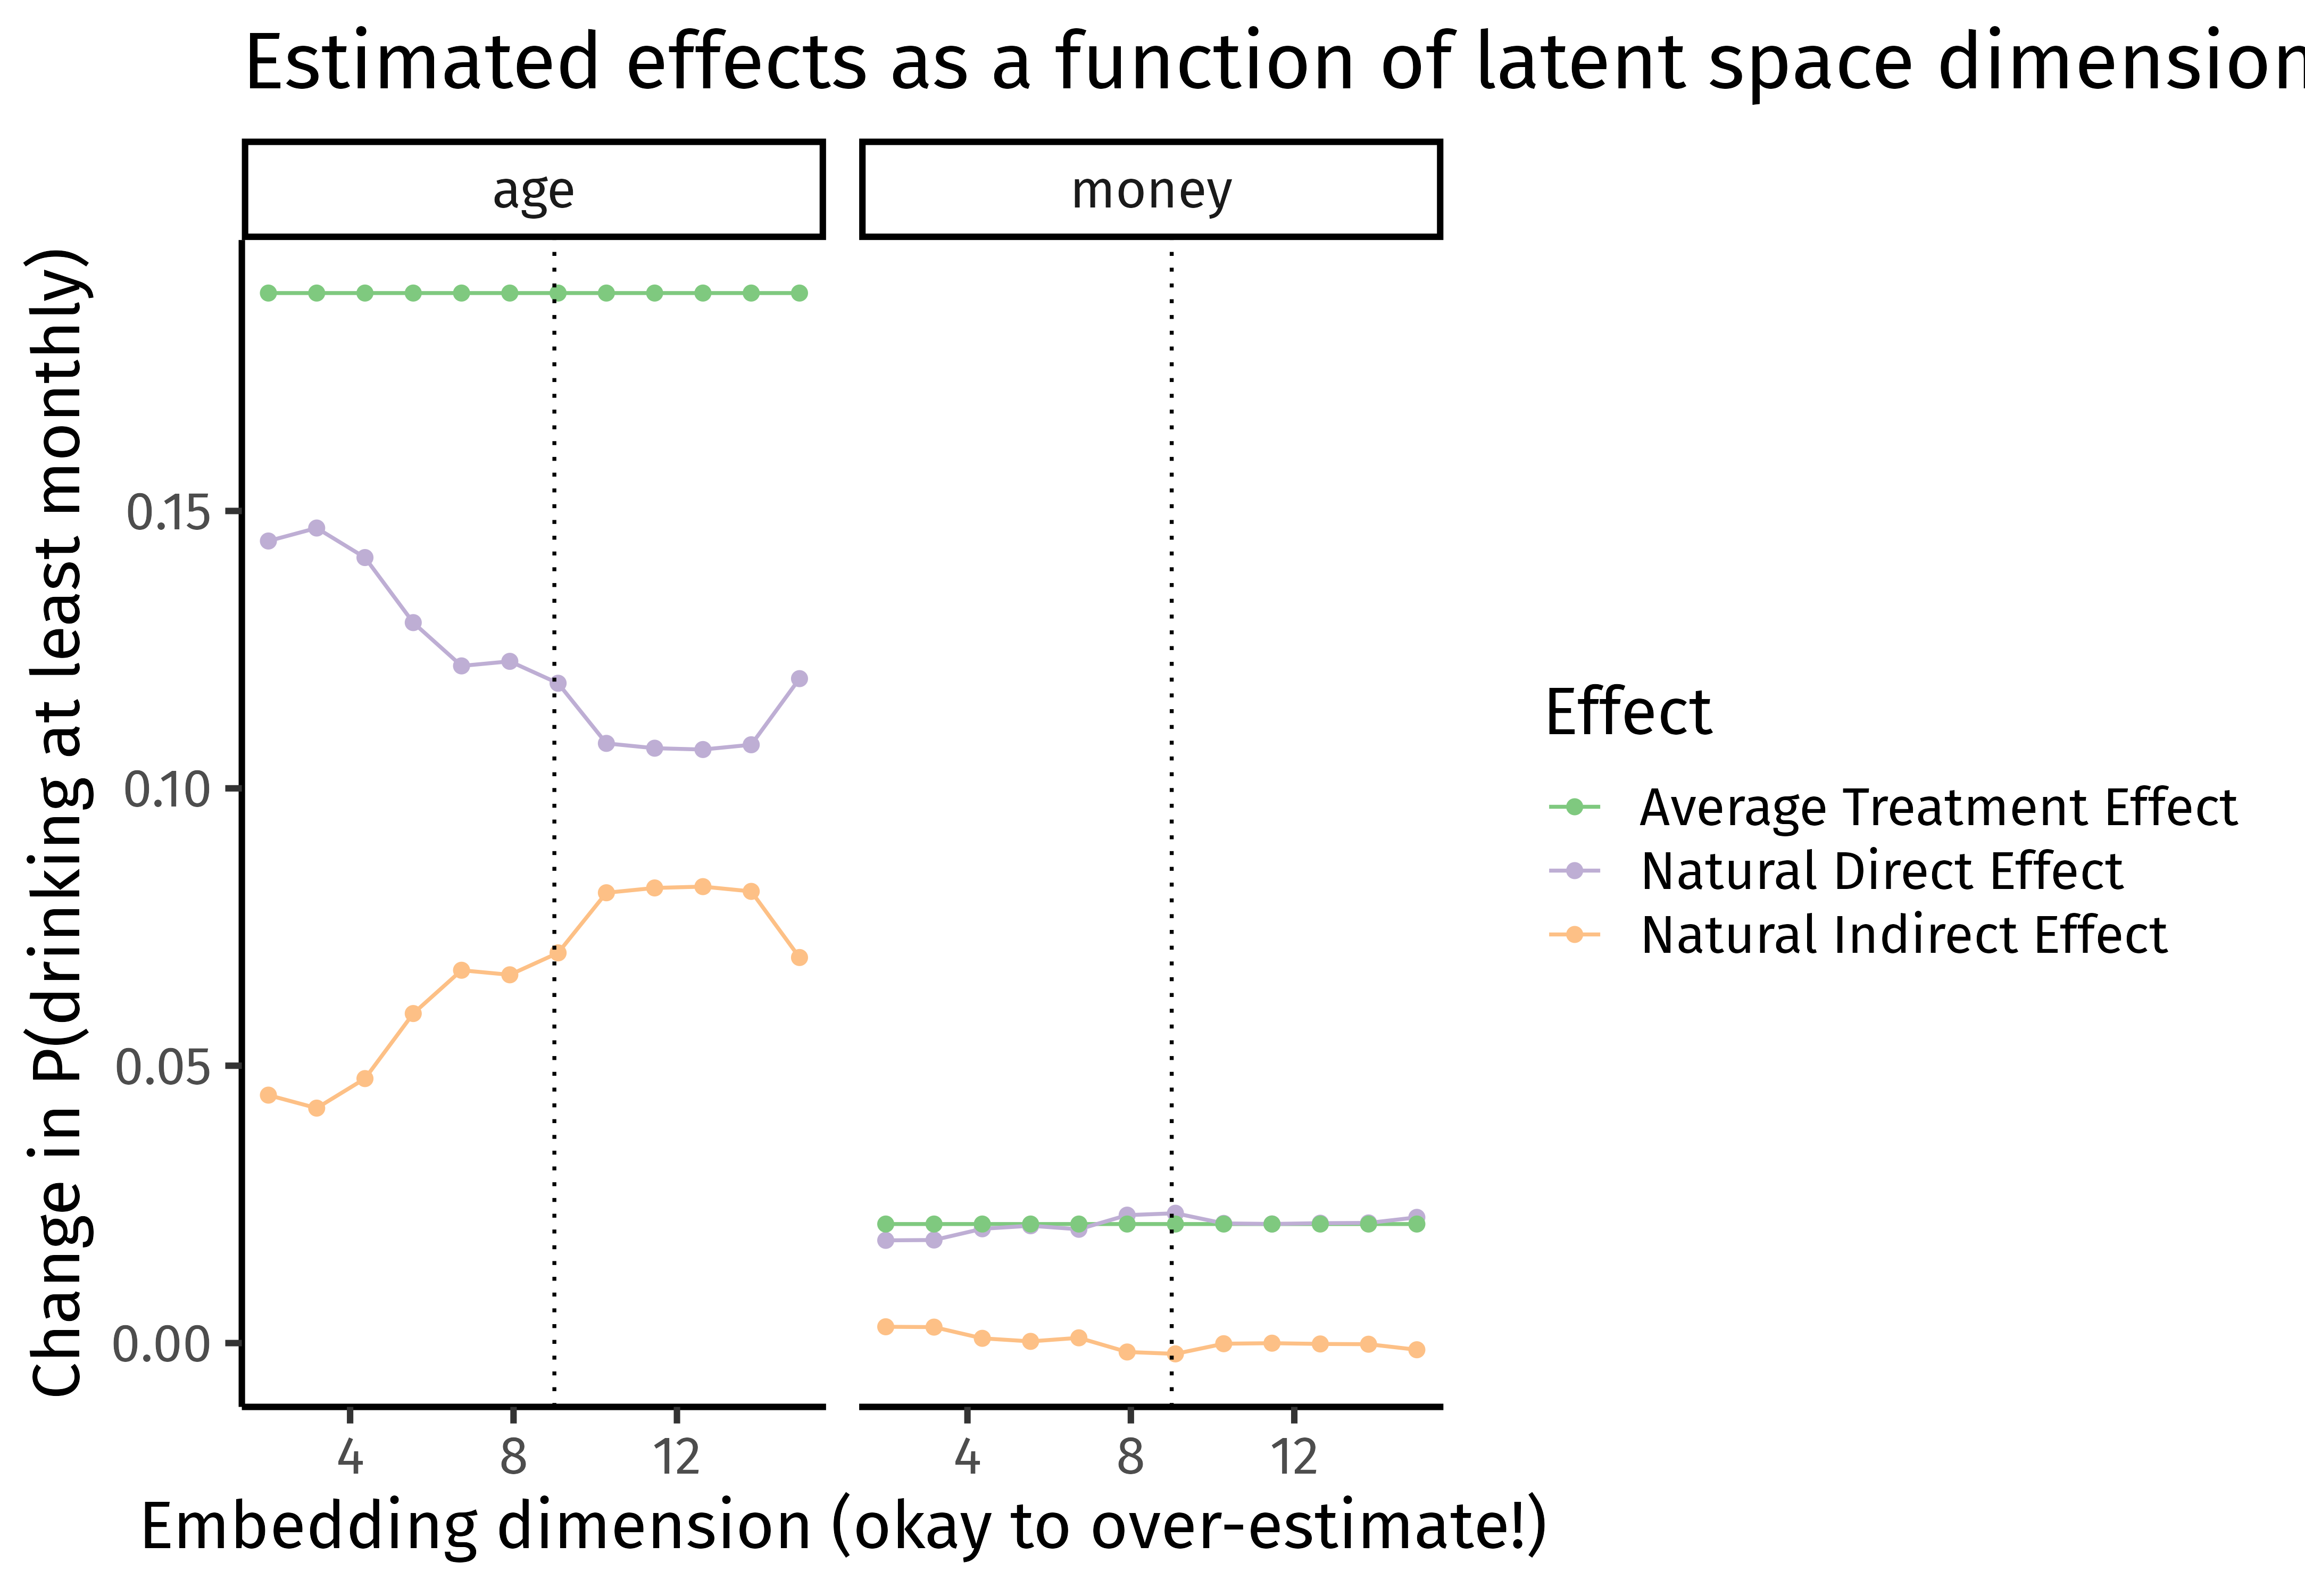 Estimated effects as a function of latent space dimension
age
money
Change in P(drinking at least monthly)
0.15
0.10
0.05
0.00
4 8 12
4 8 12
Embedding dimension (okay to over-estimate!)
Effect
Average Treatment Effect
Natural Direct Effect
Natural Indirect Effect